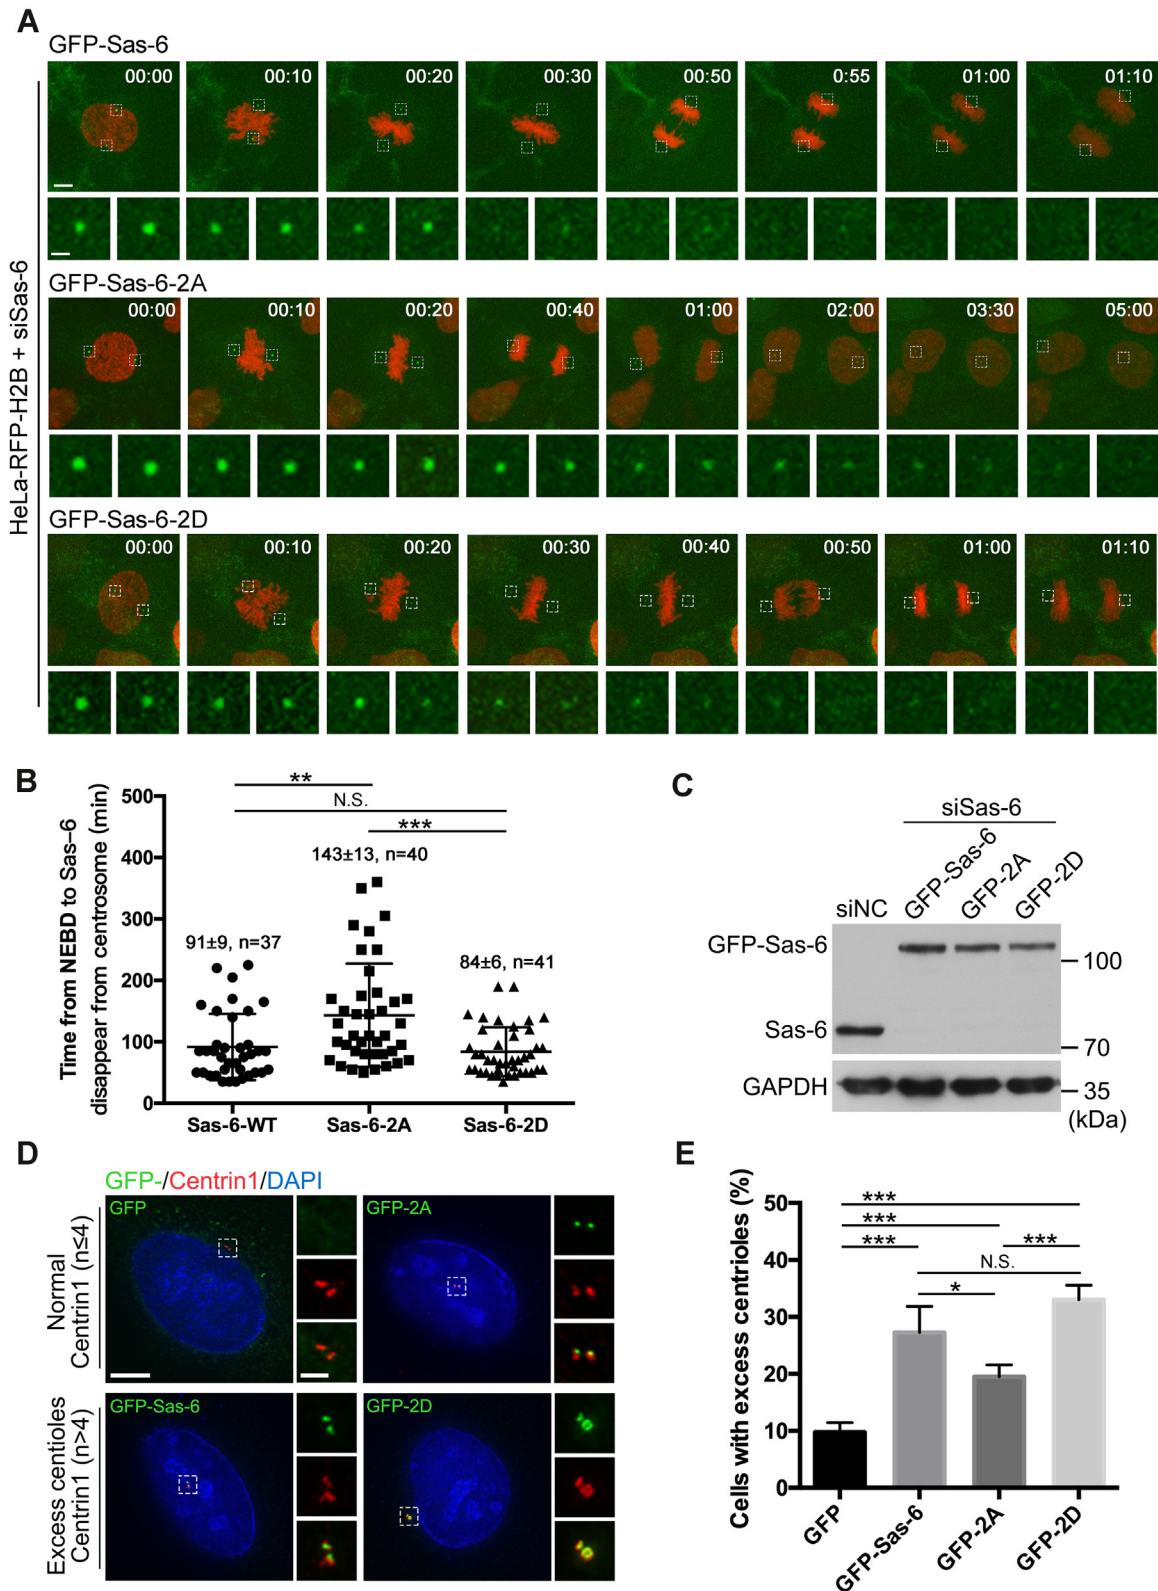 A
GFP-Sas-6
00:00 00:10 00:20 00:30 00:50 0:55 01:00 01:10
GFP-Sas-6-2A
00:00 00:10 00:20 00:40 01:00 02:00 03:30 05:00
GFP-Sas-6-2D
00:00 00:10 00:20 00:30 00:40 00:50 01:00 01:10
HeLa-RFP-H2B + siSas-6
B
Time from NEBD to Sas–6
disappear from centrosome (min)
500
400
300
200
100
0
**
N.S.
***
143±13, n=40
91±9, n=37
84±6, n=41
Sas-6-WT Sas-6-2A Sas-6-2D
C
siSas-6
siNC GFP-Sas-6 GFP-2A GFP-2D
GFP-Sas-6
100
Sas-6
70
GAPDH
35
(kDa)
D
GFP-/Centrin1/DAPI
Normal
Centrin1 (n≤4)
GFP
GFP-2A
Excess centioles
Centrin1 (n>4)
GFP-Sas-6
GFP-2D
E
Cells with excess centrioles (%)
50
40
30
20
10
0
***
***
*** ***
N.S.
*
GFP GFP-Sas-6 GFP-2A GFP-2D